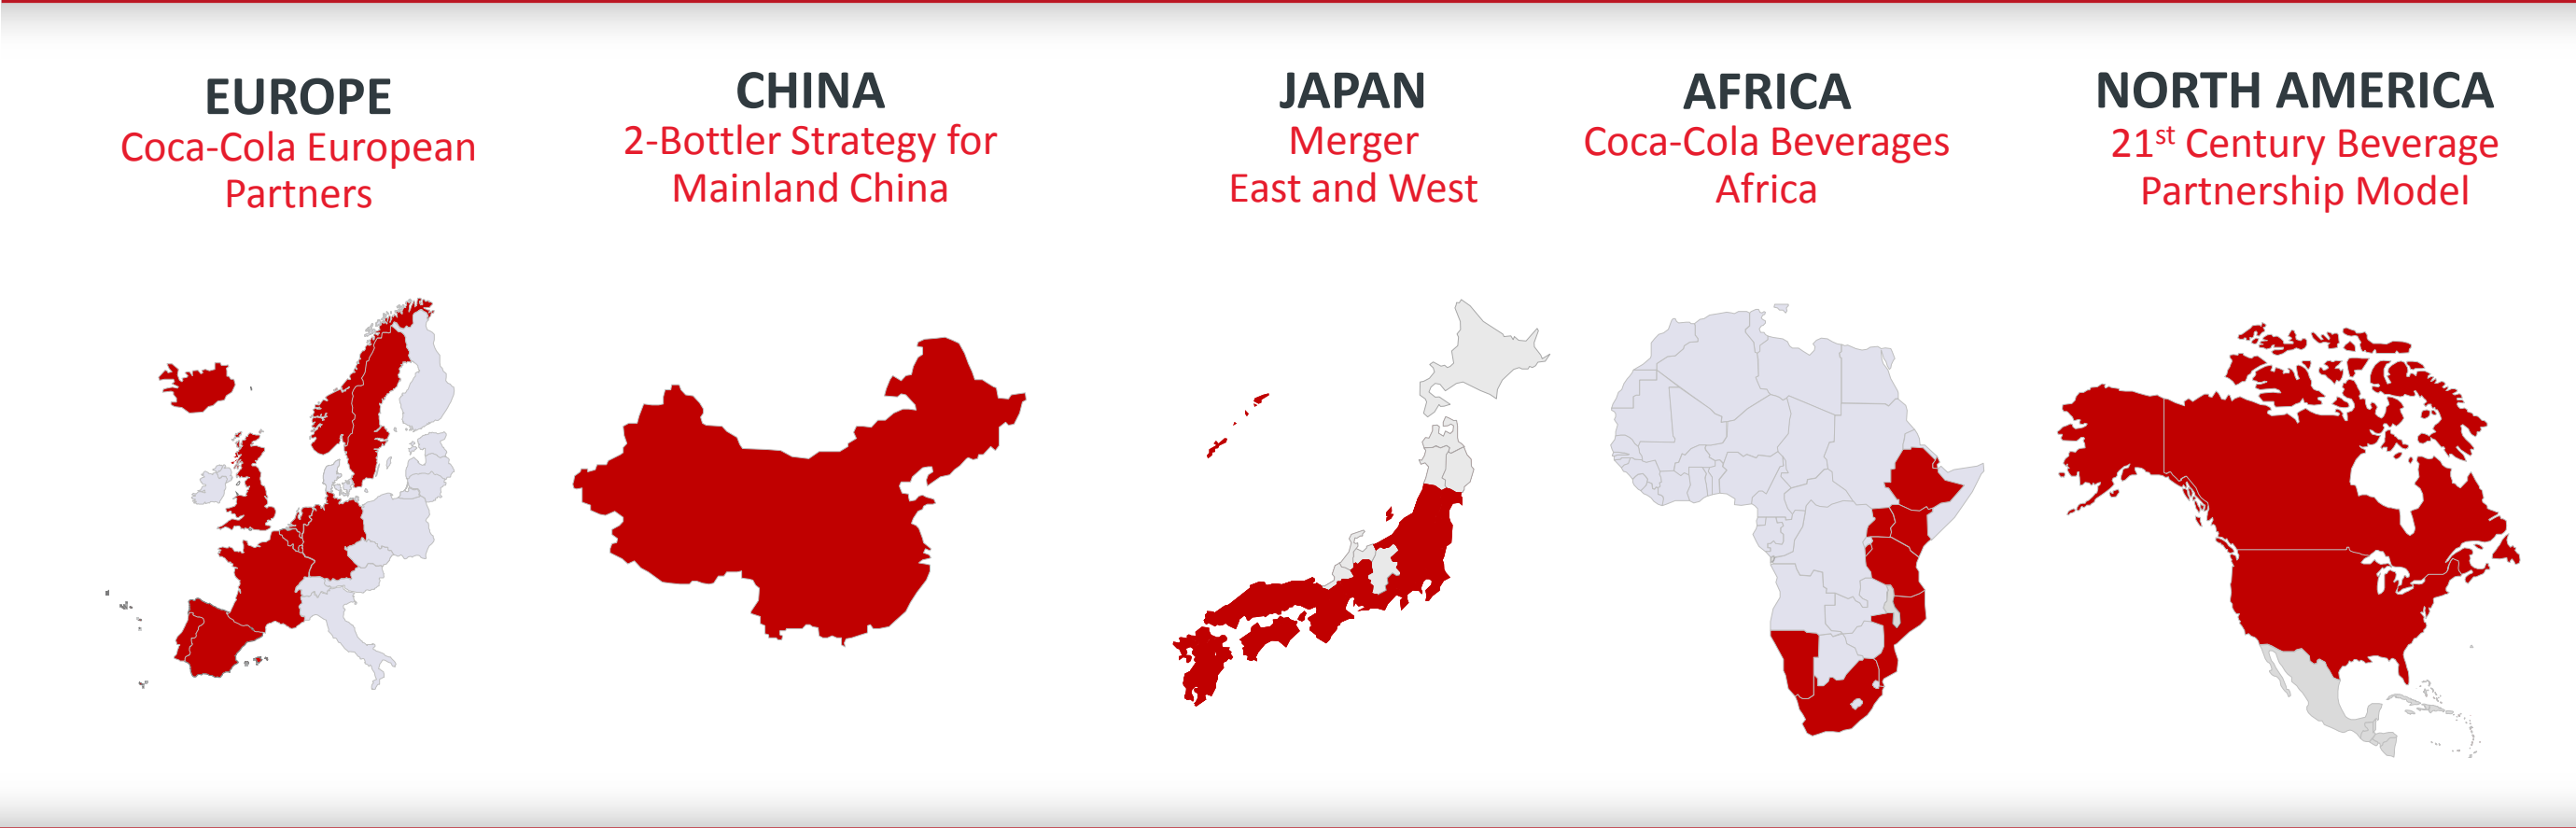 EUROPE
Coca-Cola European
Partners
CHINA
2-Bottler Strategy for
Mainland China
JAPAN
Merger
East and West
AFRICA
Coca-Cola Beverages
Africa
NORTH AMERICA
21st Century Beverage
Partnership Model